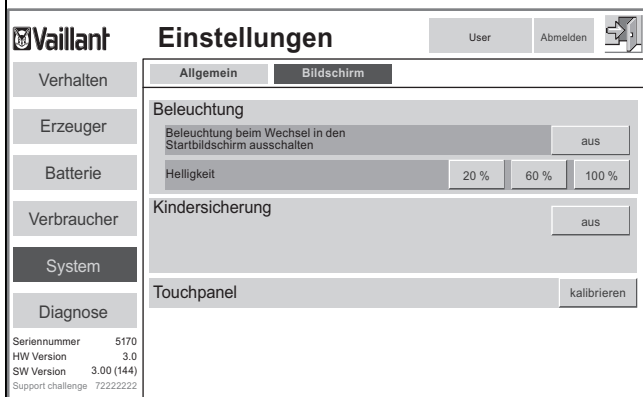 Vaillant
Einstellungen
User
Abmelden
Verhalten
Erzeuger
Batterie
Verbraucher
System
Diagnose
Seriennummer 5170
HW Version 3.0
SW Version 3.00 (144)
Support challenge 72222222
Allgemein
Bildschirm
Beleuchtung
Beleuchtung beim Wechsel in den
Startbildschirm ausschalten
aus
Helligkeit
20 %
60 %
100 %
Kindersicherung
aus
Touchpanel
kalibrieren